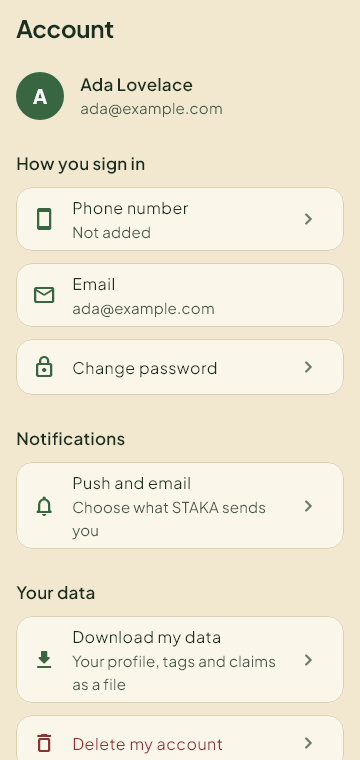 Account
A
Ada Lovelace
ada@example.com
How you sign in
Phone number
Not added
Email
ada@example.com
Change password
Notifications
Push and email
Choose what STAKA sends
you
Your data
Download my data
Your profile, tags and claims
as a file
Delete my account